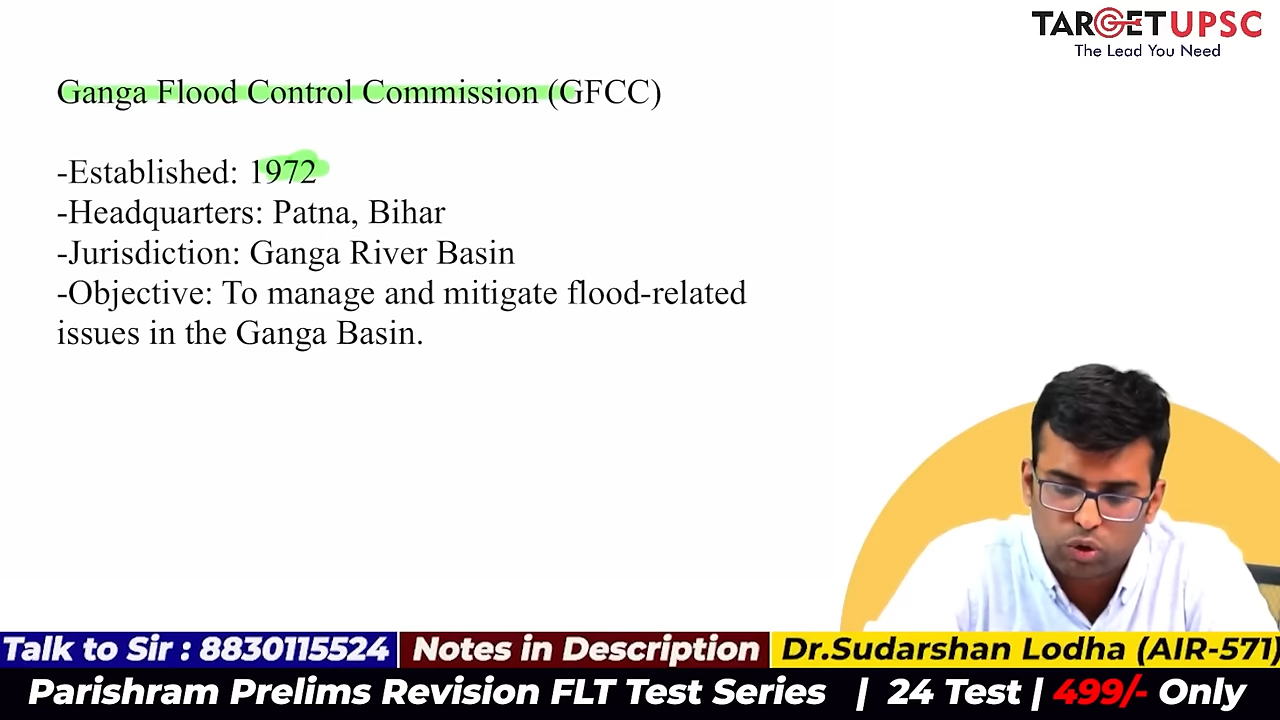 TARGET UPSC
The Lead You Need
Ganga Flood Control Commission (GFCC)
-Established: 1972
-Headquarters: Patna, Bihar
-Jurisdiction: Ganga River Basin
-Objective: To manage and mitigate flood-related
issues in the Ganga Basin.
Talk to Sir : 8830115524
Notes in Description
Dr.Sudarshan Lodha (AIR-571)
Parishram Prelims Revision FLT Test Series | 24 Test | 499/- Only